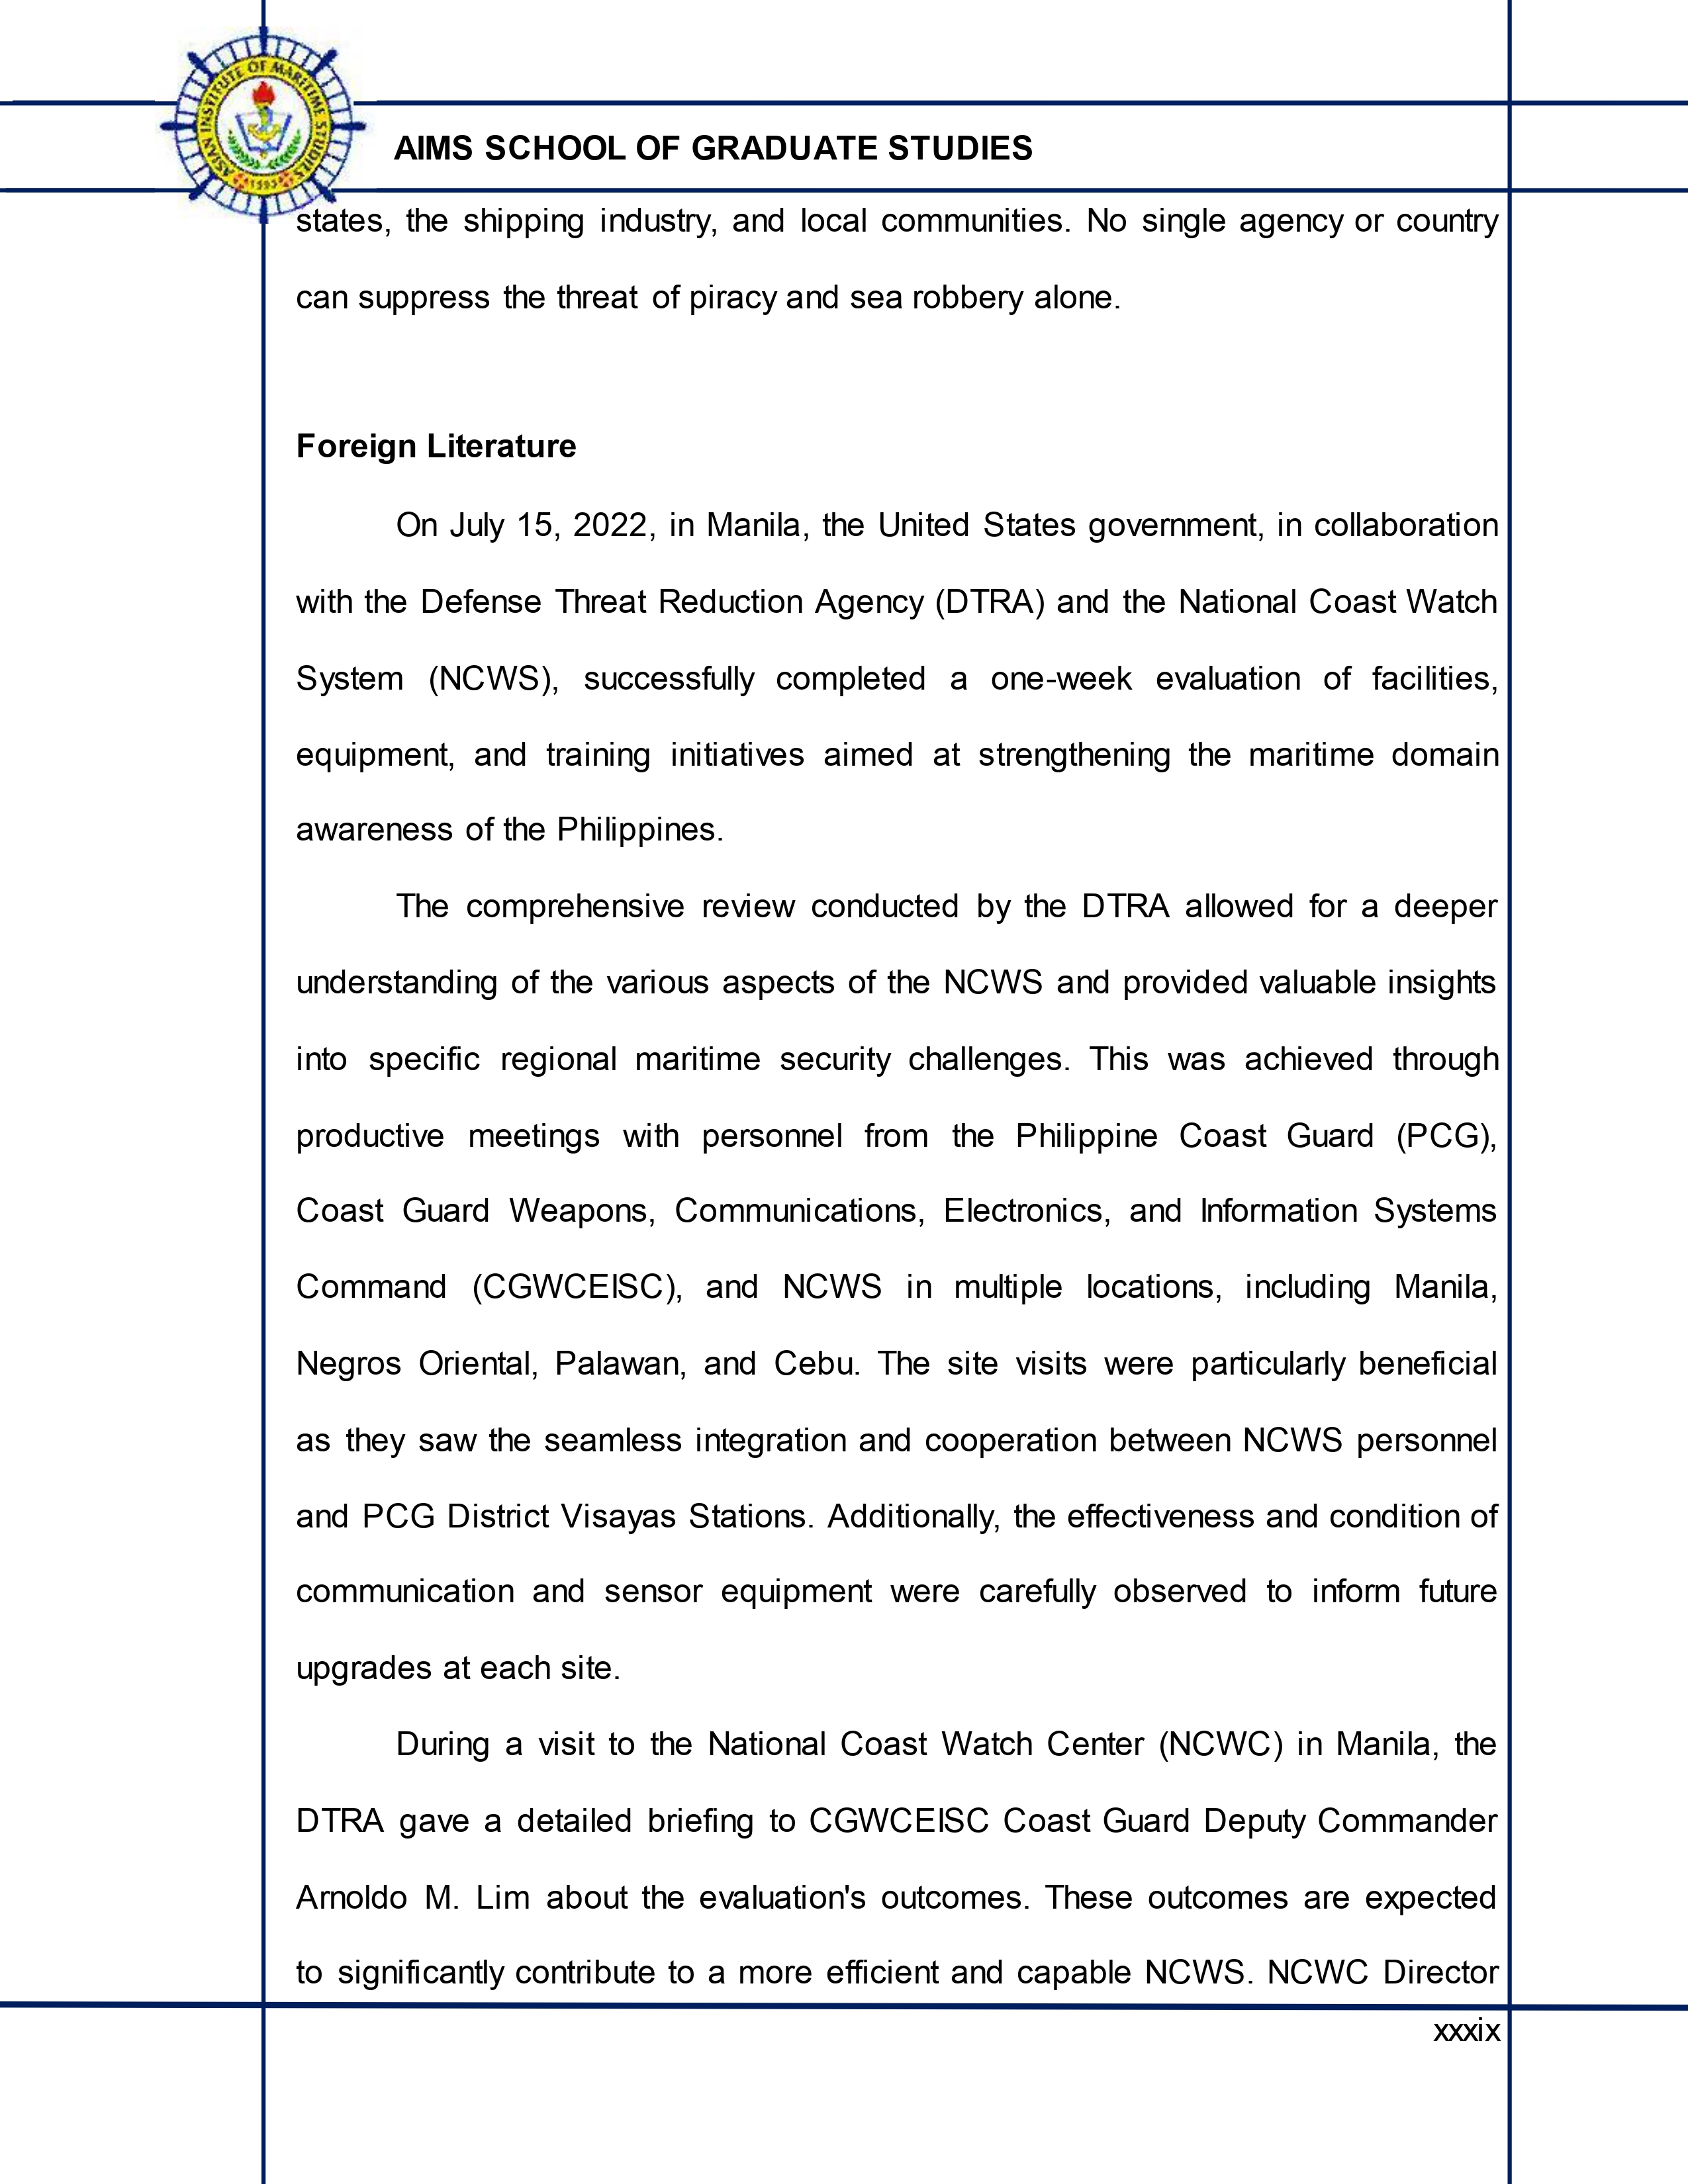 ASIAN INSTITUTE OF MARITIME STUDIES
1993
AIMS SCHOOL OF GRADUATE STUDIES
states, the shipping industry, and local communities. No single agency or country
can suppress the threat of piracy and sea robbery alone.
Foreign Literature
On July 15, 2022, in Manila, the United States government, in collaboration
with the Defense Threat Reduction Agency (DTRA) and the National Coast Watch
System (NCWS), successfully completed a one-week evaluation of facilities,
equipment, and training initiatives aimed at strengthening the maritime domain
awareness of the Philippines.
The comprehensive review conducted by the DTRA allowed for a deeper
understanding of the various aspects of the NCWS and provided valuable insights
into specific regional maritime security challenges. This was achieved through
productive meetings with personnel from the Philippine Coast Guard (PCG),
Coast Guard Weapons, Communications, Electronics, and Information Systems
Command (CGWCEISC), and NCWS in multiple locations, including Manila,
Negros Oriental, Palawan, and Cebu. The site visits were particularly beneficial
as they saw the seamless integration and cooperation between NCWS personnel
and PCG District Visayas Stations. Additionally, the effectiveness and condition of
communication and sensor equipment were carefully observed to inform future
upgrades at each site.
During a visit to the National Coast Watch Center (NCWC) in Manila, the
DTRA gave a detailed briefing to CGWCEISC Coast Guard Deputy Commander
Arnoldo M. Lim about the evaluation's outcomes. These outcomes are expected
to significantly contribute to a more efficient and capable NCWS. NCWC Director
xxxix